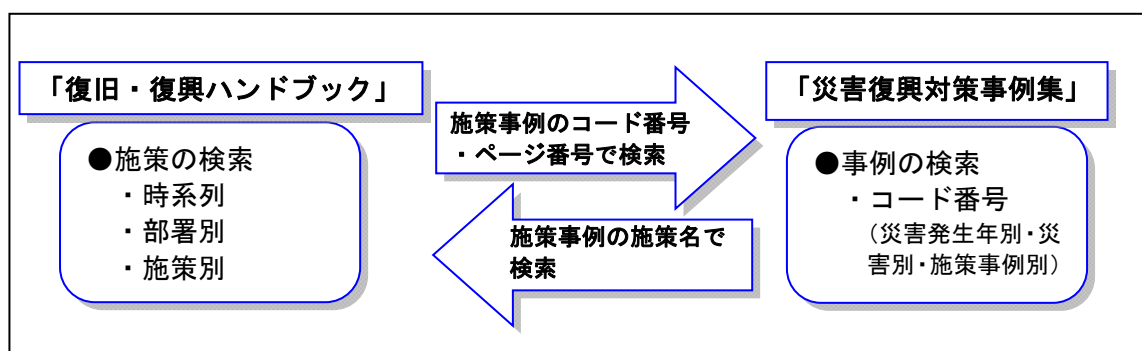 「復旧・復興ハンドブック」
●施策の検索
・時系列
・部署別
・施策別
施策事例のコード番号
・ページ番号で検索
施策事例の施策名で
検索
「災害復興対策事例集」
●事例の検索
・コード番号
（災害発生年別・災
害別・施策事例別）